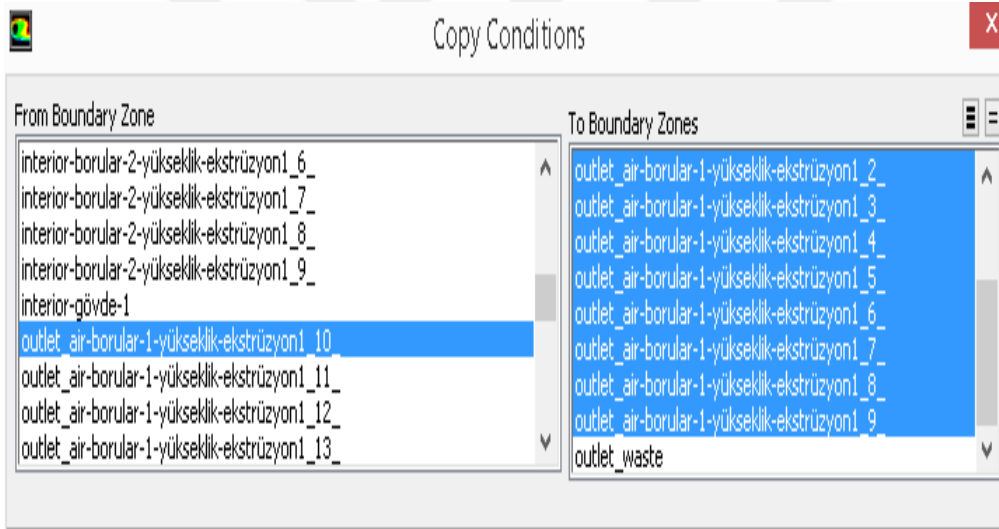 Copy Conditions
X
From Boundary Zone
interior-borular-2-yükseklik-ekstrüzyon1_6_
interior-borular-2-yükseklik-ekstrüzyon1_7_
interior-borular-2-yükseklik-ekstrüzyon1_8_
interior-borular-2-yükseklik-ekstrüzyon1_9_
interior-gövde-1
outlet_air-borular-1-yükseklik-ekstrüzyon1_10_
outlet_air-borular-1-yükseklik-ekstrüzyon1_11_
outlet_air-borular-1-yükseklik-ekstrüzyon1_12_
outlet_air-borular-1-yükseklik-ekstrüzyon1_13_
To Boundary Zones
outlet_air-borular-1-yükseklik-ekstrüzyon1_2_
outlet_air-borular-1-yükseklik-ekstrüzyon1_3_
outlet_air-borular-1-yükseklik-ekstrüzyon1_4_
outlet_air-borular-1-yükseklik-ekstrüzyon1_5_
outlet_air-borular-1-yükseklik-ekstrüzyon1_6_
outlet_air-borular-1-yükseklik-ekstrüzyon1_7_
outlet_air-borular-1-yükseklik-ekstrüzyon1_8_
outlet_air-borular-1-yükseklik-ekstrüzyon1_9_
outlet_waste